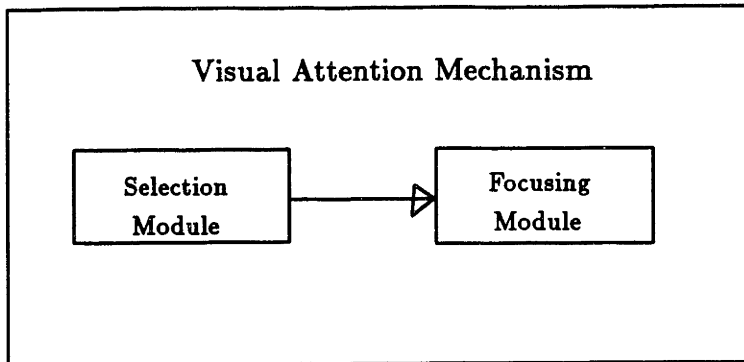 Visual Attention Mechanism
Selection
Module
Focusing
Module